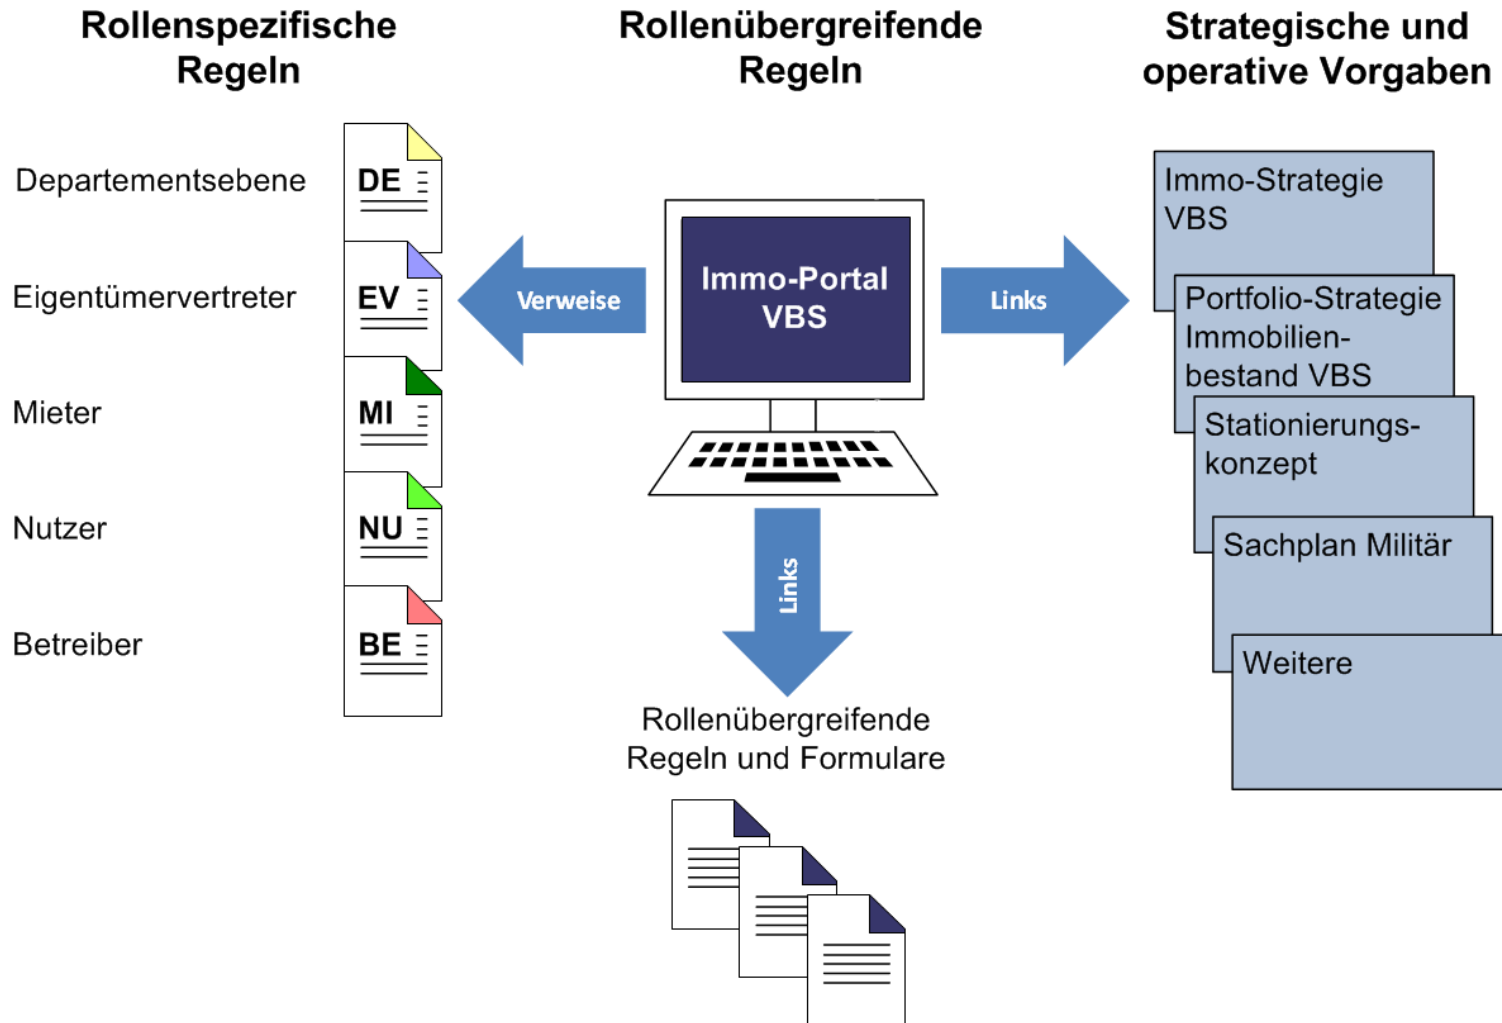 Rollenspezifische
Regeln
Rollenübergreifende
Regeln
Strategische und
operative Vorgaben
Departementsebene
DE
Eigentümervertreter
EV
Mieter
MI
Nutzer
NU
Betreiber
BE
Verweise
Immo-Portal
VBS
Links
Links
Rollenübergreifende
Regeln und Formulare
Immo-Strategie
VBS
Portfolio-Strategie
Immobilien-
bestand VBS
Stationierungs-
konzept
Sachplan Militär
Weitere